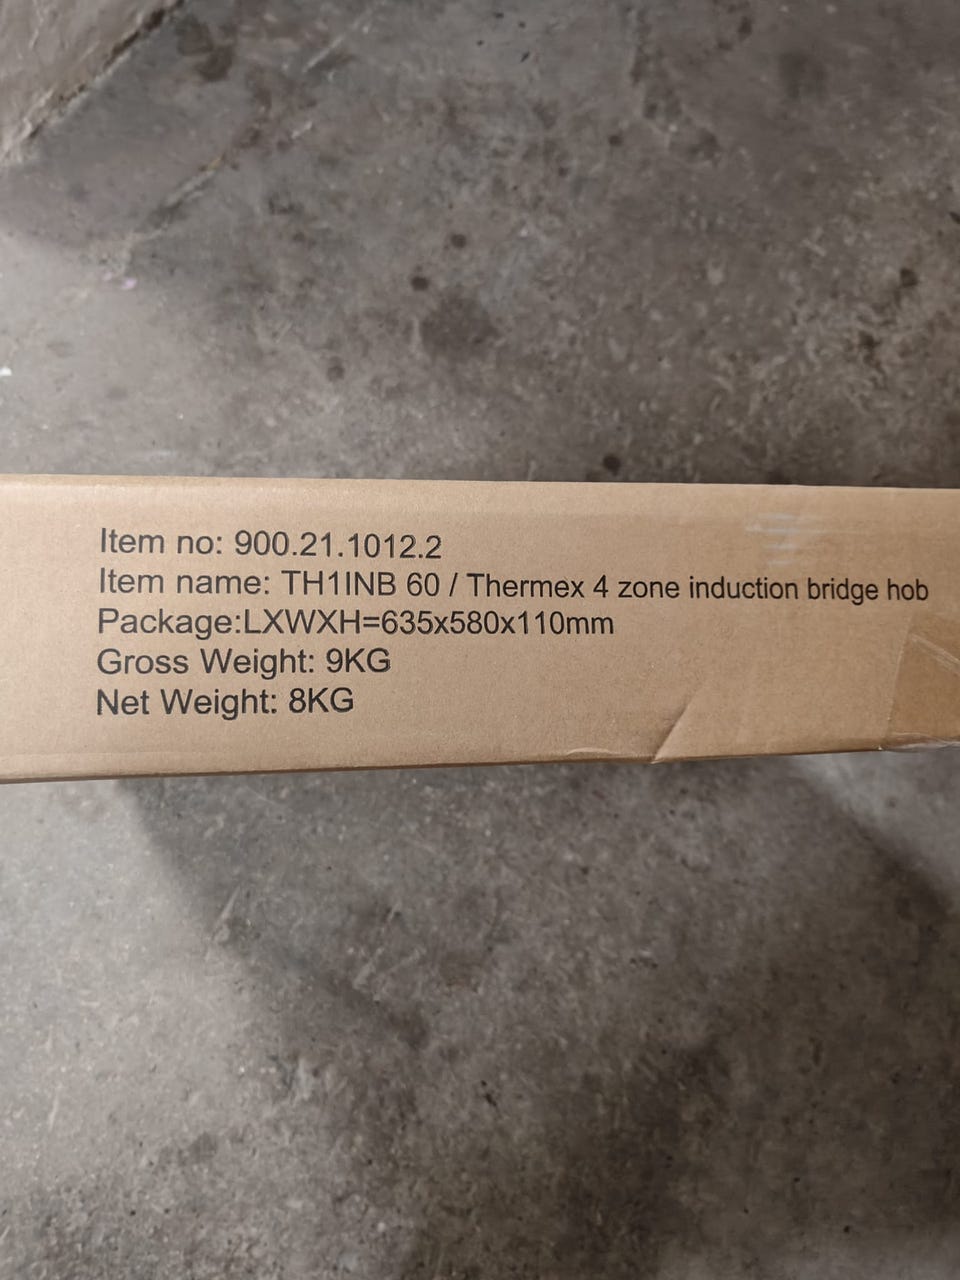 Item no: 900.21.1012.2
Item name: TH1INB 60 / Thermex 4 zone induction bridge hob
Package:LXWXH=635x580x110mm
Gross Weight: 9KG
Net Weight: 8KG